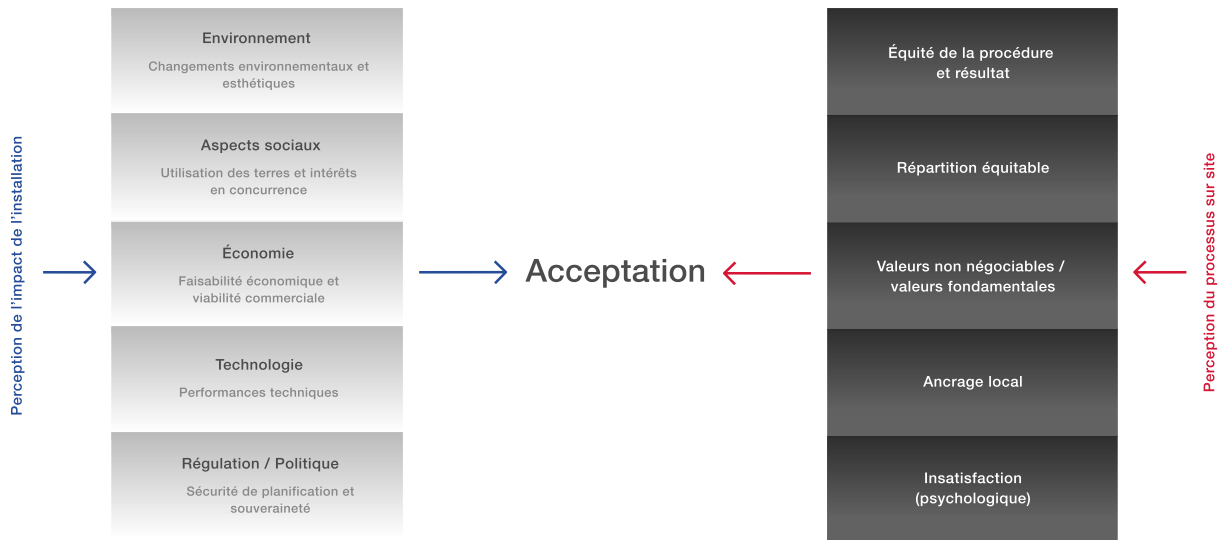 Perception de l'impact de l'installation
Environnement
Changements environnementaux et
esthétiques
Aspects sociaux
Utilisation des terres et intérêts
en concurrence
Économie
Faisabilité économique et
viabilité commerciale
Technologie
Performances techniques
Régulation / Politique
Sécurité de planification et
souveraineté
Acceptation
Équité de la procédure
et résultat
Répartition équitable
Valeurs non négociables /
valeurs fondamentales
Ancrage local
Insatisfaction
(psychologique)
Perception du processus sur site